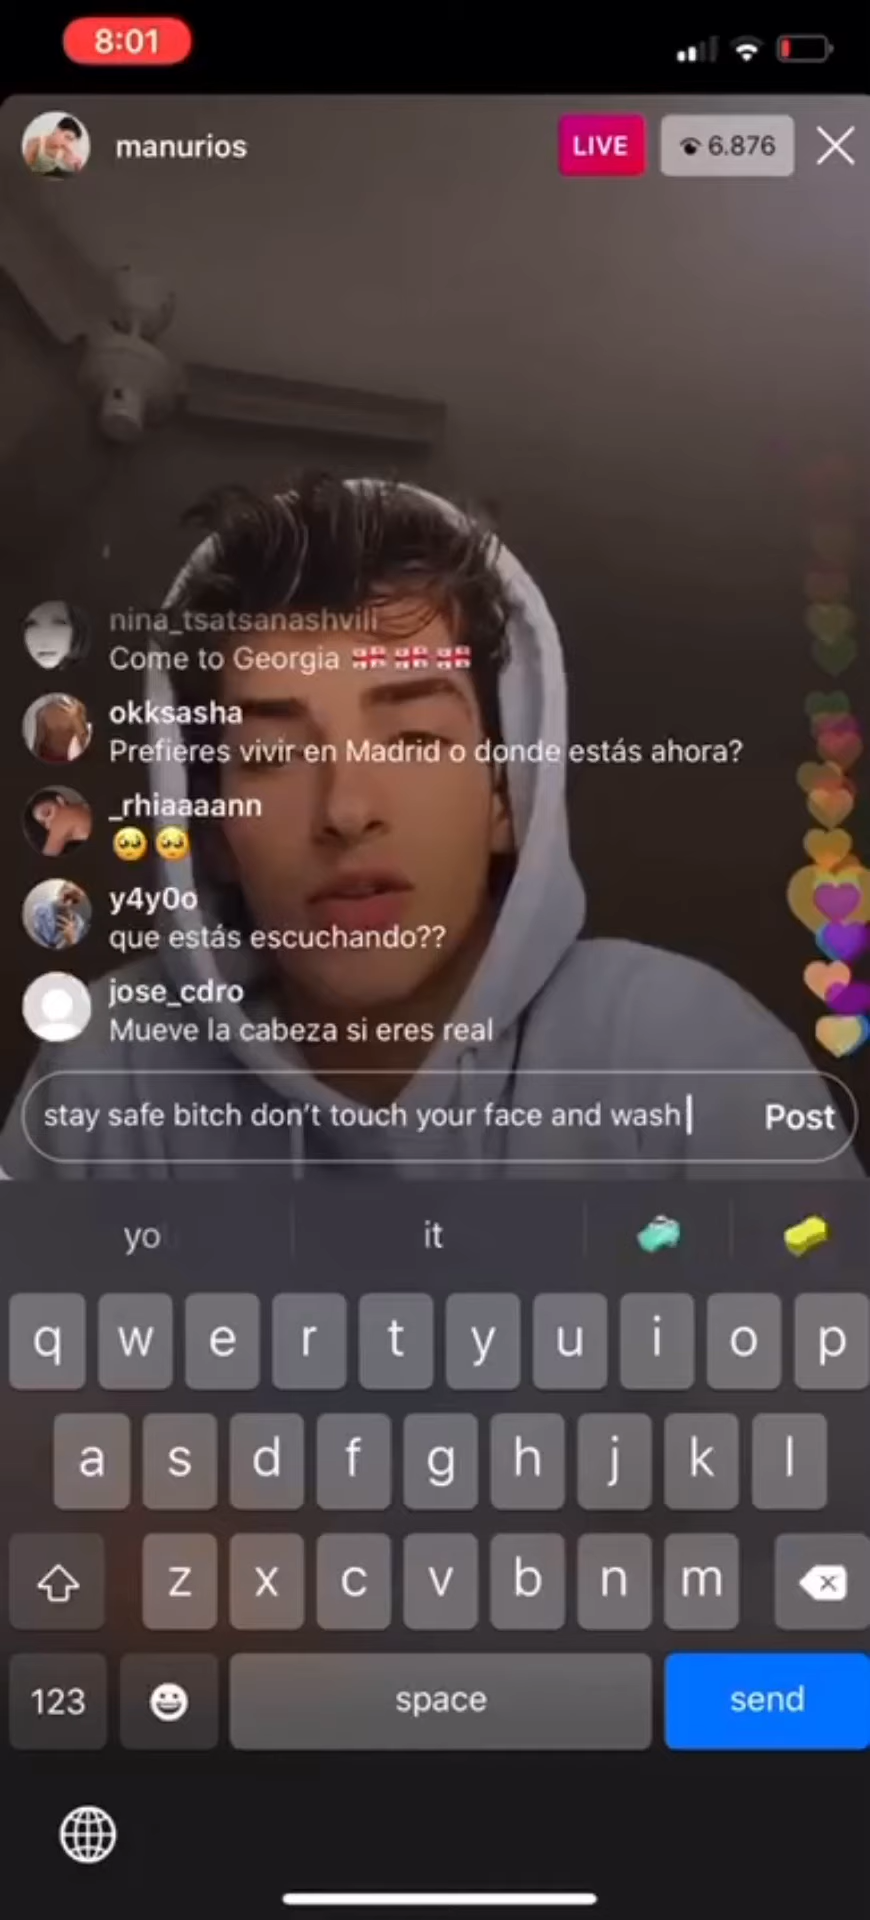 8:01
manurios
LIVE
6.876
nina_tsatsanashvili
Come to Georgia 🇬🇪 🇬🇪 🇬🇪
okksasha
Prefieres vivir en Madrid o donde estás ahora?
_rhiaaaann
🥺 🥺
y4y0o
que estás escuchando??
jose_cdro
Mueve la cabeza si eres real
stay safe bitch don't touch your face and wash
Post
yo it
q w e r t y u i o p
a s d f g h j k l
z x c v b n m
123 space send